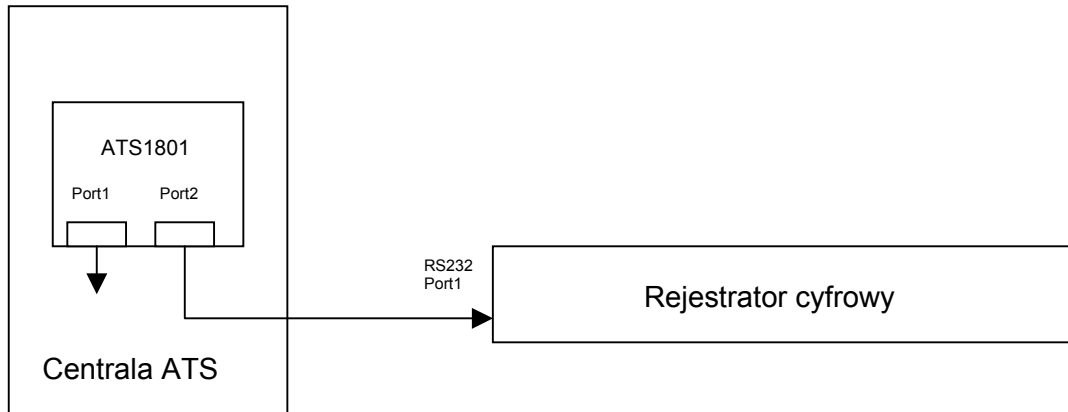 ATS1801
Port1 Port2
RS232
Port1
Rejestrator cyfrowy
Centrala ATS